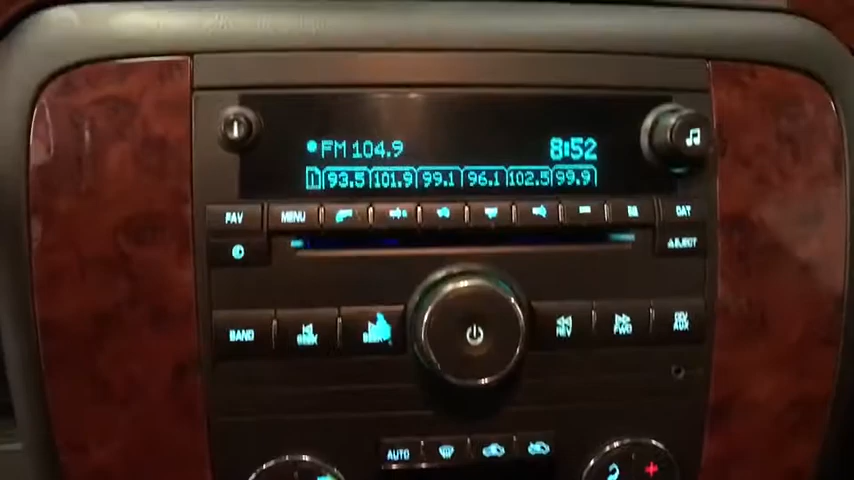 FM 104.9 8:52
1 93.5 101.9 99.1 96.1 102.5 99.9
FAV MENU CAT
EJECT
BAND SEEK REV FWD CD/AUX
AUTO